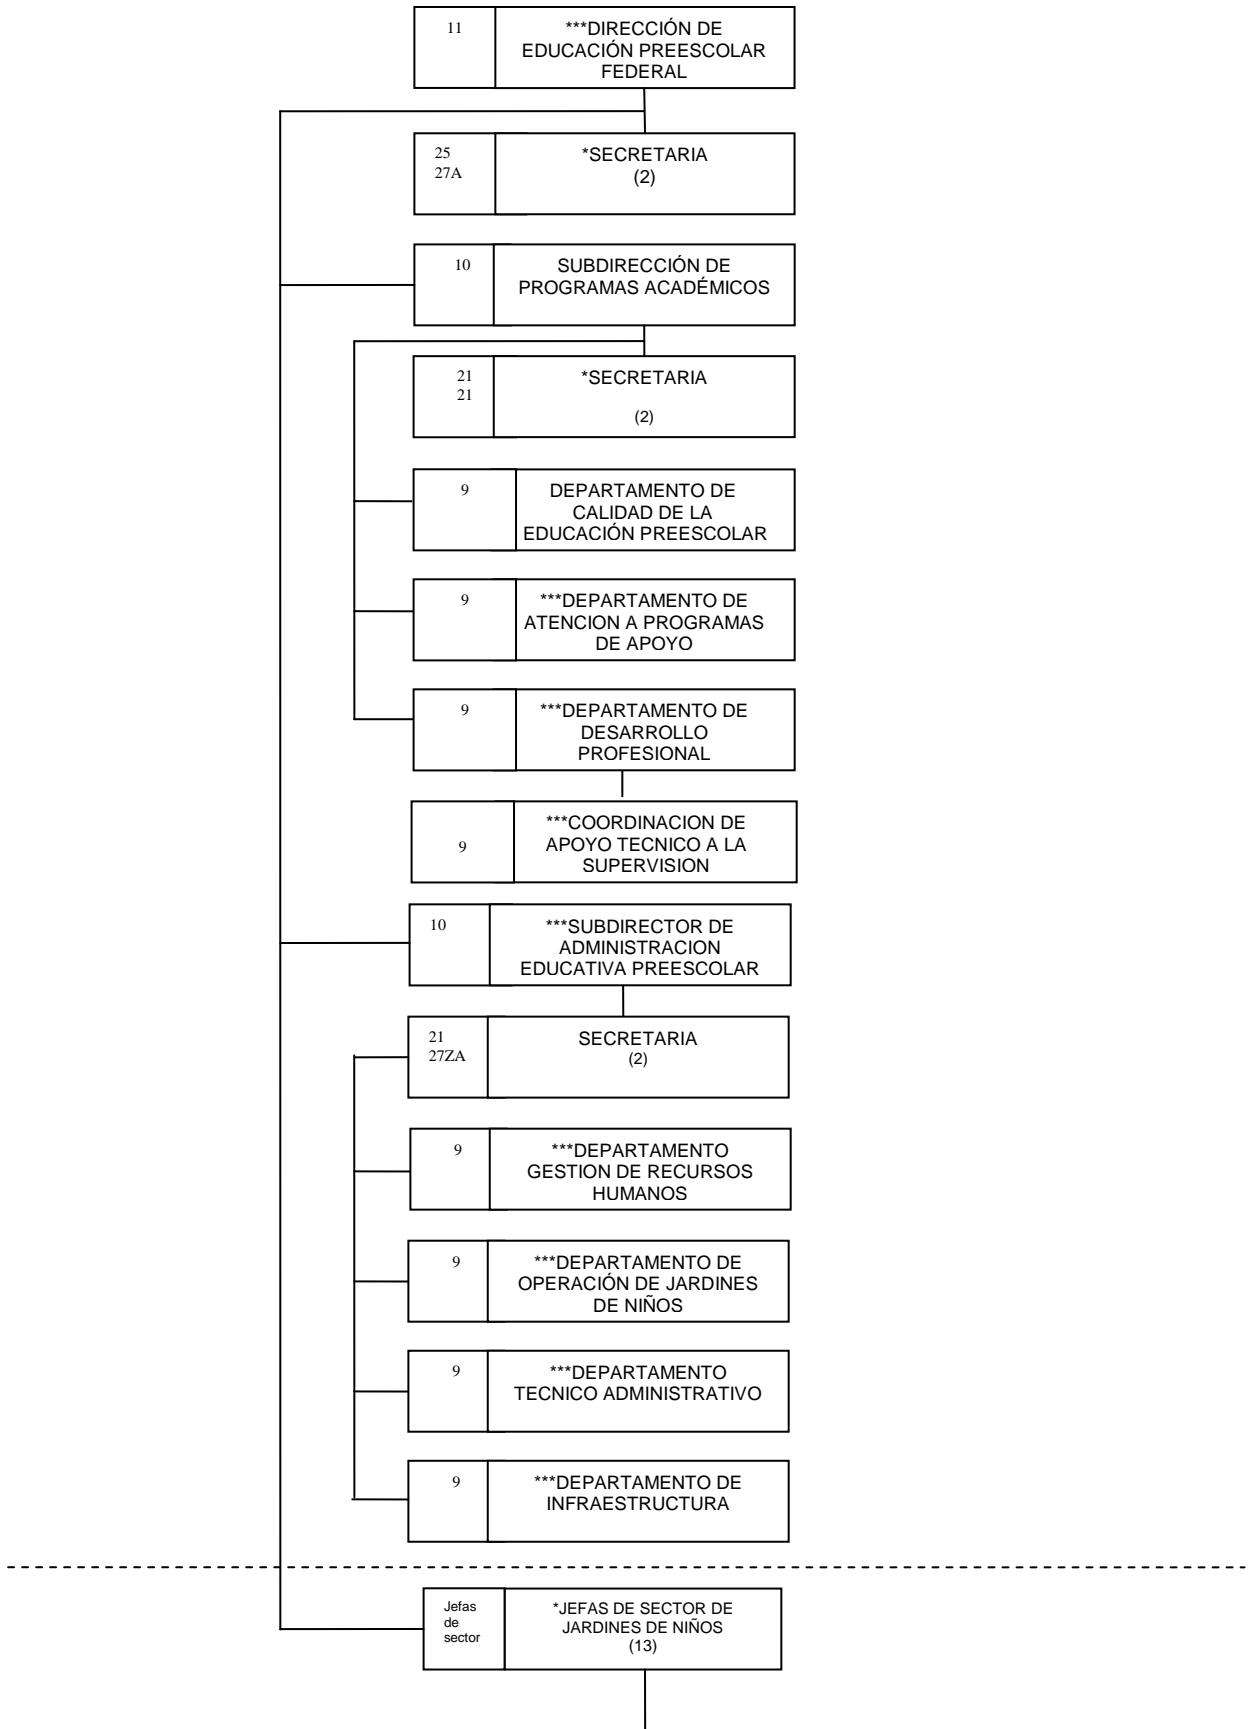 11
***DIRECCIÓN DE
EDUCACIÓN PREESCOLAR
FEDERAL
25
27A
*SECRETARIA
(2)
10
SUBDIRECCIÓN DE
PROGRAMAS ACADÉMICOS
21
21
*SECRETARIA
(2)
9
DEPARTAMENTO DE
CALIDAD DE LA
EDUCACIÓN PREESCOLAR
9
***DEPARTAMENTO DE
ATENCION A PROGRAMAS
DE APOYO
9
***DEPARTAMENTO DE
DESARROLLO
PROFESIONAL
9
***COORDINACION DE
APOYO TECNICO A LA
SUPERVISION
10
***SUBDIRECTOR DE
ADMINISTRACION
EDUCATIVA PREESCOLAR
21
27ZA
SECRETARIA
(2)
9
***DEPARTAMENTO
GESTION DE RECURSOS
HUMANOS
9
***DEPARTAMENTO DE
OPERACIÓN DE JARDINES
DE NIÑOS
9
***DEPARTAMENTO
TECNICO ADMINISTRATIVO
9
***DEPARTAMENTO DE
INFRAESTRUCTURA
Jefas
de
sector
*JEFAS DE SECTOR DE
JARDINES DE NIÑOS
(13)